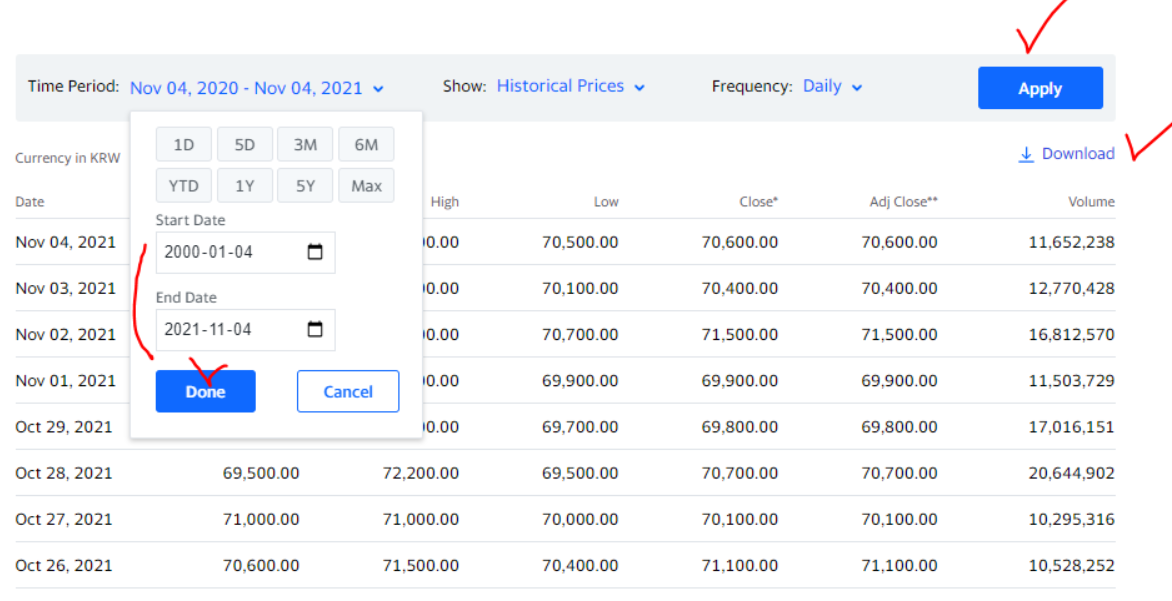 Time Period: Nov 04, 2020 - Nov 04, 2021 Show: Historical Prices Frequency: Daily Apply
Currency in KRW Download
1D 5D 3M 6M
YTD 1Y 5Y Max
Date High Low Close* Adj Close** Volume
Start Date
Nov 04, 2021 2000-01-04 0.00 70,500.00 70,600.00 70,600.00 11,652,238
Nov 03, 2021 0.00 70,100.00 70,400.00 70,400.00 12,770,428
End Date
Nov 02, 2021 2021-11-04 0.00 70,700.00 71,500.00 71,500.00 16,812,570
Nov 01, 2021 0.00 69,900.00 69,900.00 69,900.00 11,503,729
Done Cancel
Oct 29, 2021 0.00 69,700.00 69,800.00 69,800.00 17,016,151
Oct 28, 2021 69,500.00 72,200.00 69,500.00 70,700.00 70,700.00 20,644,902
Oct 27, 2021 71,000.00 71,000.00 70,000.00 70,100.00 70,100.00 10,295,316
Oct 26, 2021 70,600.00 71,500.00 70,400.00 71,100.00 71,100.00 10,528,252